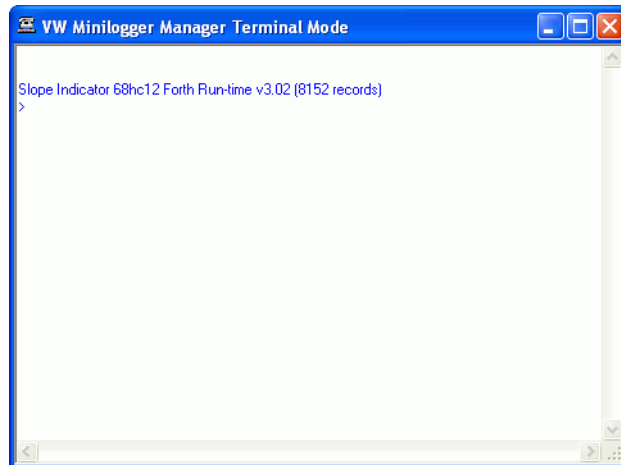 VW Minilogger Manager Terminal Mode
Slope Indicator 68hc12 Forth Run-time v3.02 (8152 records)
>